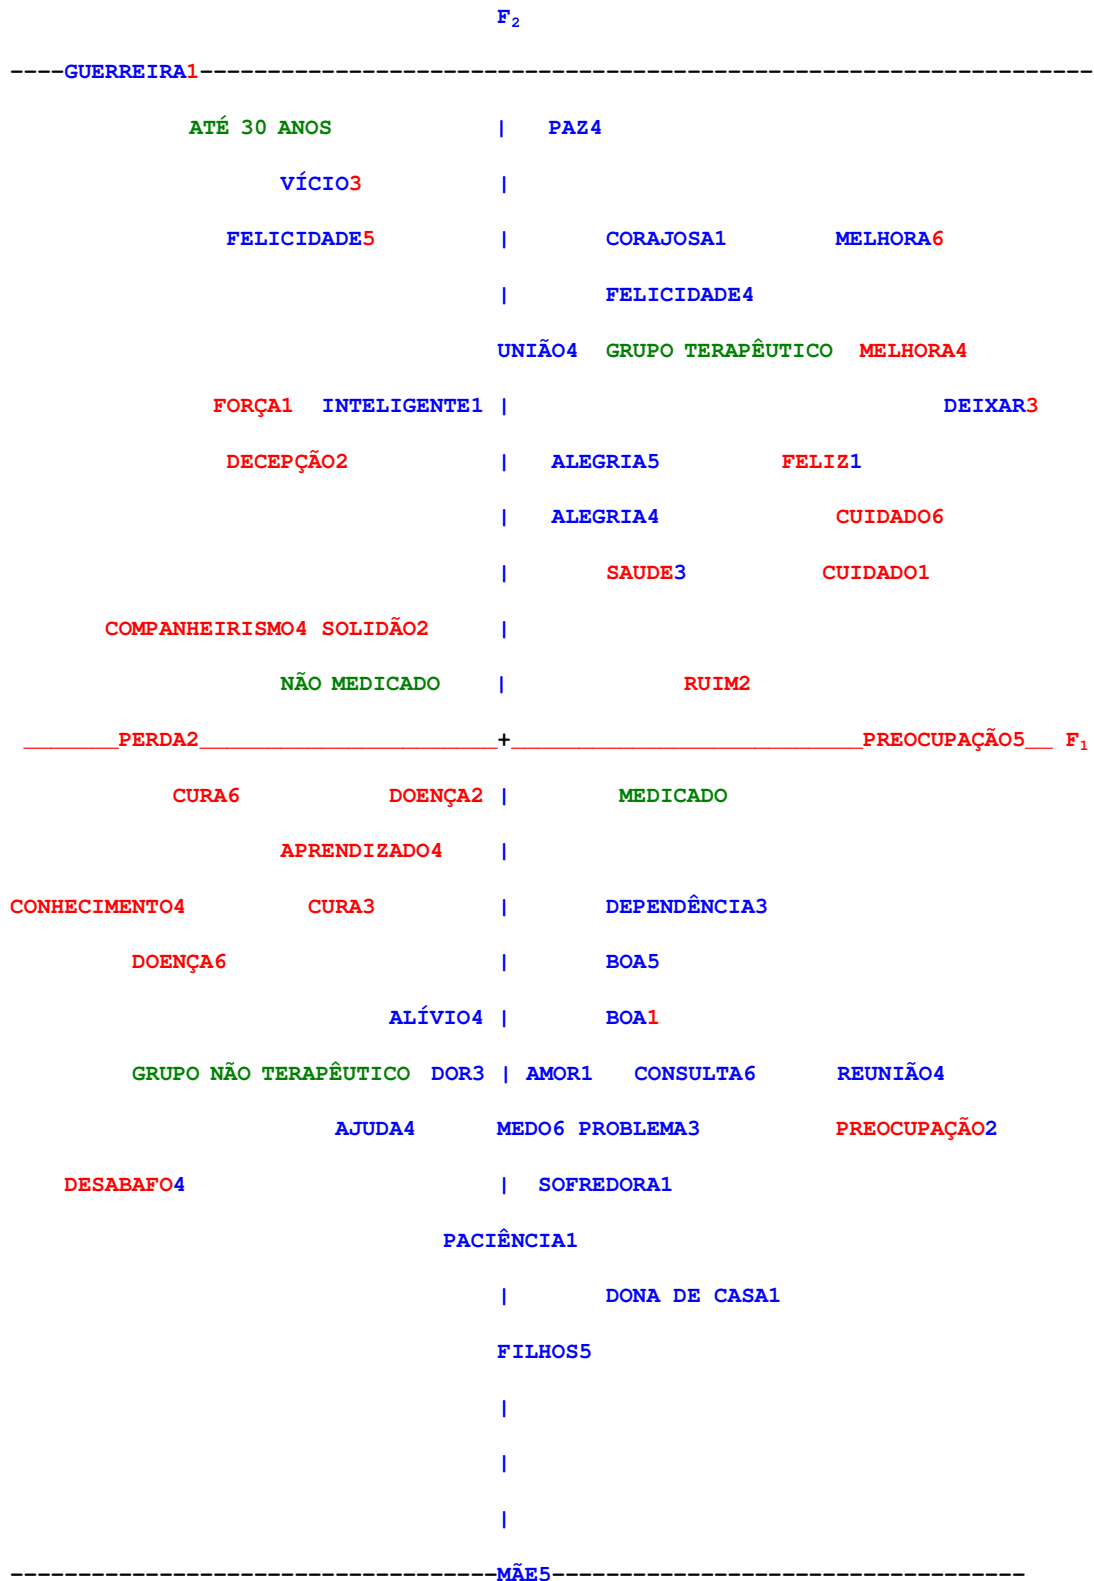 F₂
----GUERREIRA1------------------------------------------------------------------
ATÉ 30 ANOS | PAZ4
VÍCIO3 |
FELICIDADE5 | CORAJOSA1 MELHORA6
| FELICIDADE4
UNIÃO4 GRUPO TERAPÊUTICO MELHORA4
FORÇA1 INTELIGENTE1 | DEIXAR3
DECEPÇÃO2 | ALEGRIA5 FELIZ1
| ALEGRIA4 CUIDADO6
| SAUDE3 CUIDADO1
COMPANHEIRISMO4 SOLIDÃO2 |
NÃO MEDICADO | RUIM2
_______PERDA2______________________+__________________________PREOCUPAÇÃO5__ F₁
CURA6 DOENÇA2 | MEDICADO
APRENDIZADO4 |
CONHECIMENTO4 CURA3 | DEPENDÊNCIA3
DOENÇA6 | BOA5
ALÍVIO4 | BOA1
GRUPO NÃO TERAPÊUTICO DOR3 | AMOR1 CONSULTA6 REUNIÃO4
AJUDA4 MEDO6 PROBLEMA3 PREOCUPAÇÃO2
DESABAFO4 | SOFREDORA1
PACIÊNCIA1
| DONA DE CASA1
FILHOS5
|
|
|
------------------------------------MÃE5-----------------------------------